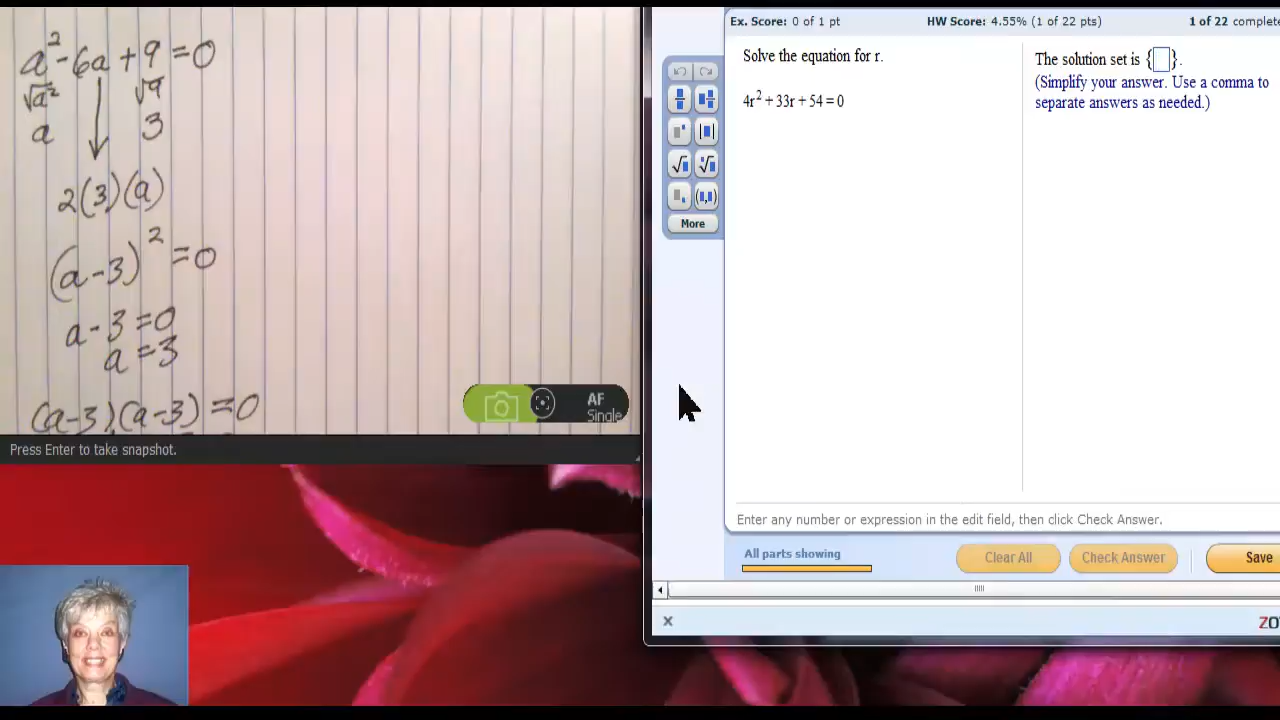 a² - 6a + 9 = 0
√a² √9
a 3
2(3)(a)
(a-3)² = 0
a - 3 = 0
a = 3
(a-3)(a-3) = 0
AF
Single
Press Enter to take snapshot.
Ex. Score: 0 of 1 pt
HW Score: 4.55% (1 of 22 pts)
1 of 22 complet
Solve the equation for r.
4r² + 33r + 54 = 0
The solution set is { }.
(Simplify your answer. Use a comma to
separate answers as needed.)
More
Enter any number or expression in the edit field, then click Check Answer.
All parts showing
Clear All
Check Answer
Save
ZO